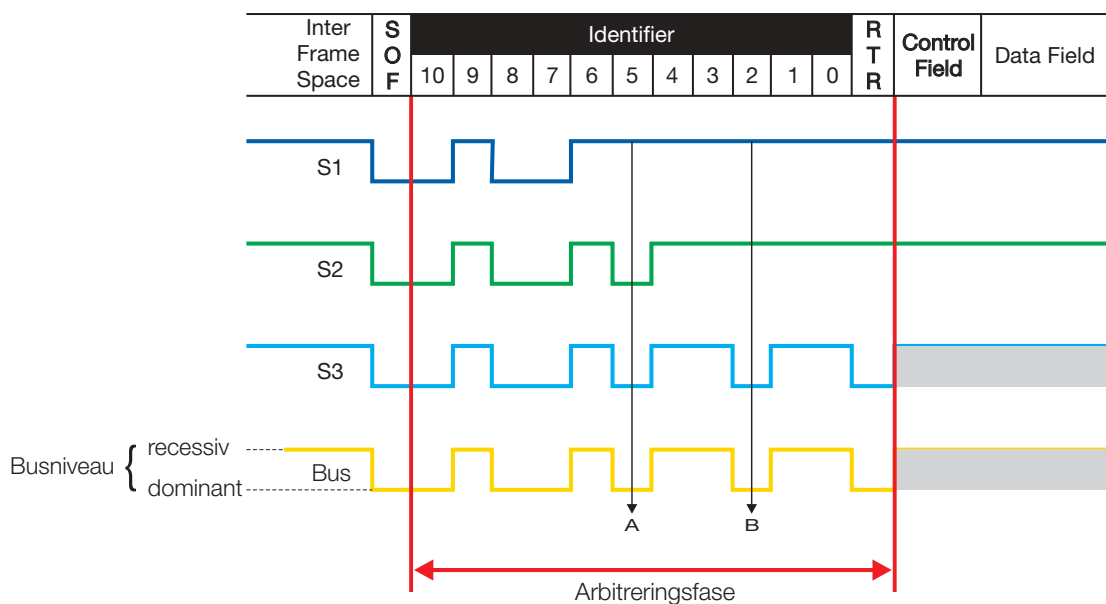 Inter
Frame
Space
S
O
F
Identifier
10 9 8 7 6 5 4 3 2 1 0
R
T
R
Control
Field
Data Field
S1
S2
S3
Busniveau {
recessiv
dominant
Bus
A
B
Arbitreringsfase